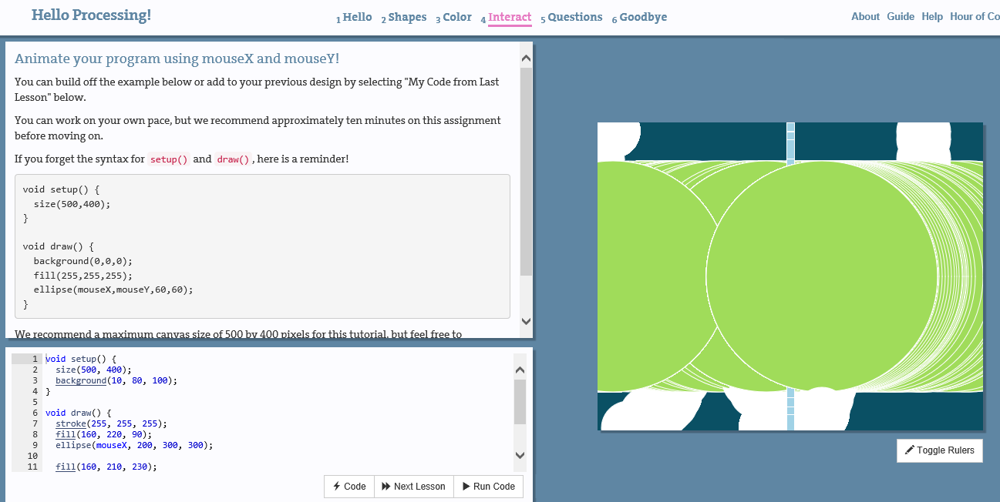 Hello Processing!
1 Hello 2 Shapes 3 Color 4 Interact 5 Questions 6 Goodbye
About Guide Help Hour of Co
Animate your program using mouseX and mouseY!
You can build off the example below or add to your previous design by selecting "My Code from Last
Lesson" below.
You can work on your own pace, but we recommend approximately ten minutes on this assignment
before moving on.
If you forget the syntax for setup() and draw(), here is a reminder!
void setup() {
  size(500,400);
}
void draw() {
  background(0,0,0);
  fill(255,255,255);
  ellipse(mouseX,mouseY,60,60);
}
We recommend a maximum canvas size of 500 by 400 pixels for this tutorial, but feel free to
1 void setup() {
2   size(500, 400);
3   background(10, 80, 100);
4 }
5
6 void draw() {
7   stroke(255, 255, 255);
8   fill(160, 220, 90);
9   ellipse(mouseX, 200, 300, 300);
10
11   fill(160, 210, 230);
Code Next Lesson Run Code
Toggle Rulers